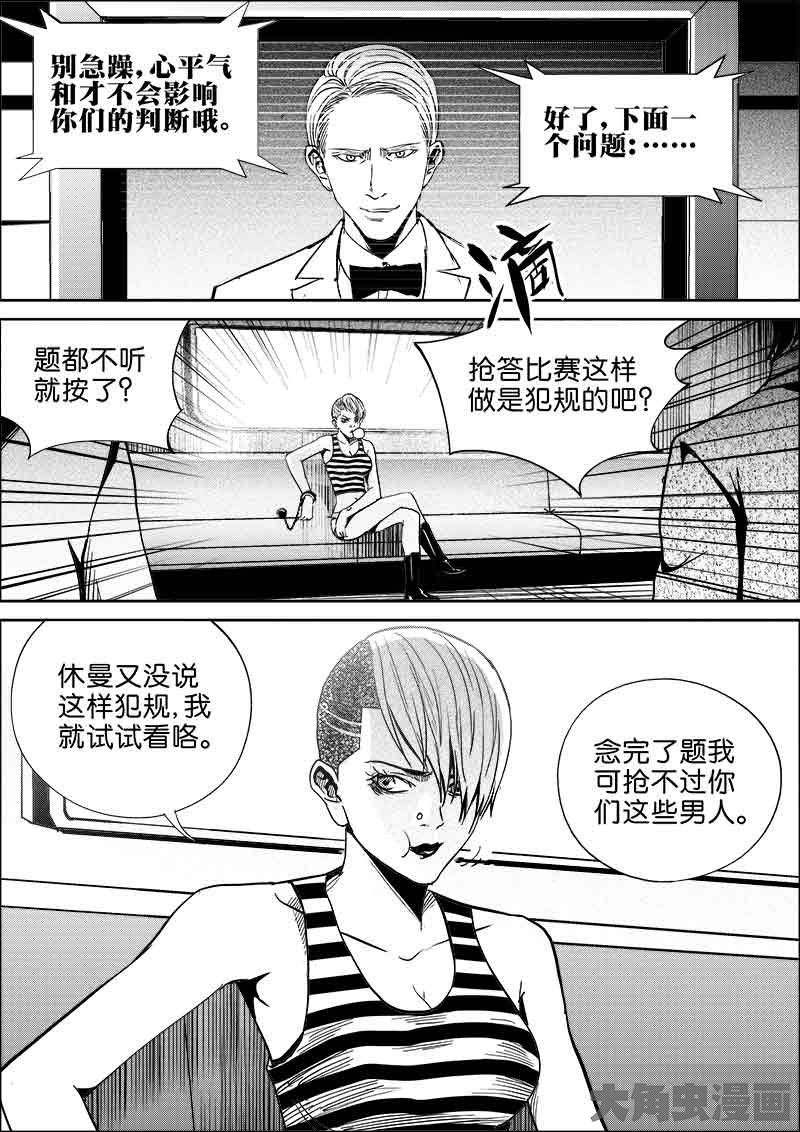 别急躁，心平气
和才不会影响
你们的判断哦。
好了，下面一
个问题：……
滴
题都不听
就按了？
抢答比赛这样
做是犯规的吧？
休曼又没说
这样犯规，我
就试试看咯。
念完了题我
可抢不过你
们这些男人。
大角虫漫画